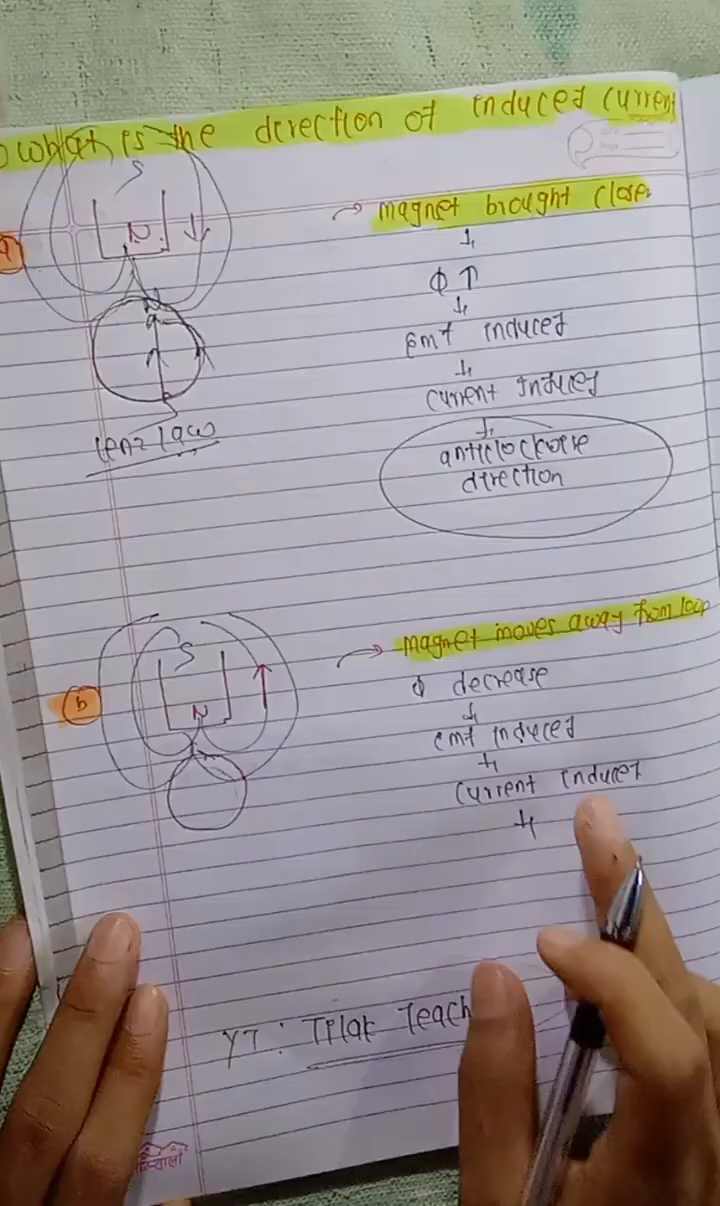 what is the direction of induced current
S
N
a
magnet brought close
ϕ ↑
emf induced
current induced
Lenz law
anticlockwise
direction
magnet moves away from loop
S
b
N
ϕ decrease
emf induced
current induced
YT: Tilak Teach